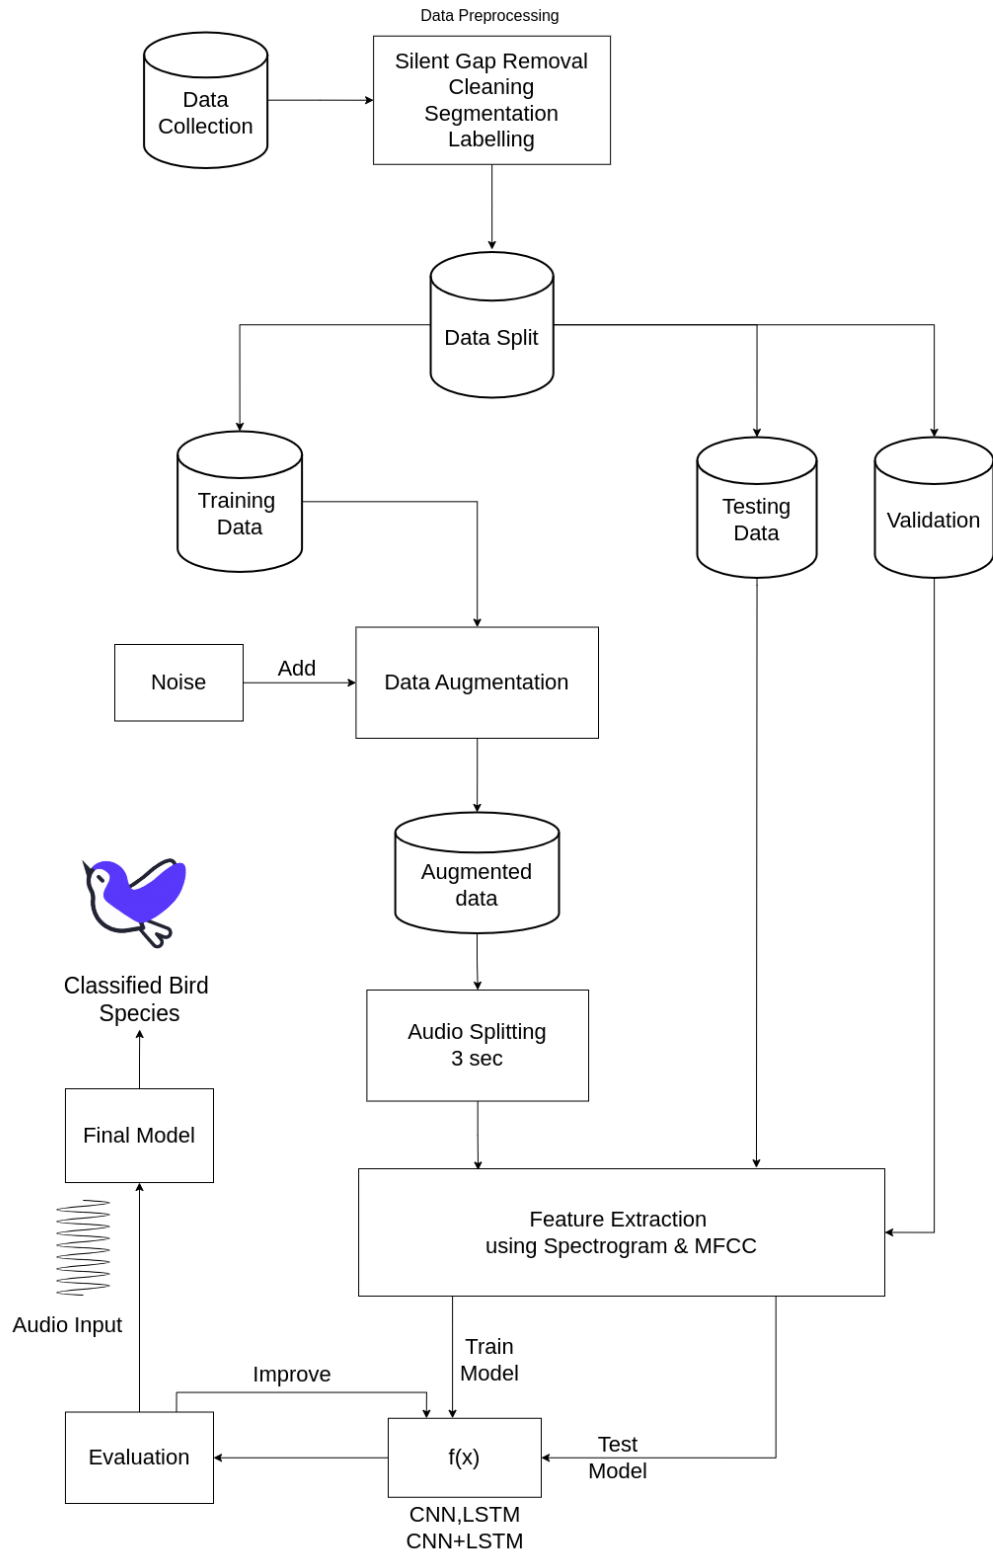 Data Preprocessing
Data
Collection
Silent Gap Removal
Cleaning
Segmentation
Labelling
Data Split
Training
Data
Testing
Data
Validation
Noise
Add
Data Augmentation
Augmented
data
Classified Bird
Species
Audio Splitting
3 sec
Final Model
Feature Extraction
using Spectrogram & MFCC
Audio Input
Train
Model
Improve
Evaluation
f(x)
Test
Model
CNN,LSTM
CNN+LSTM